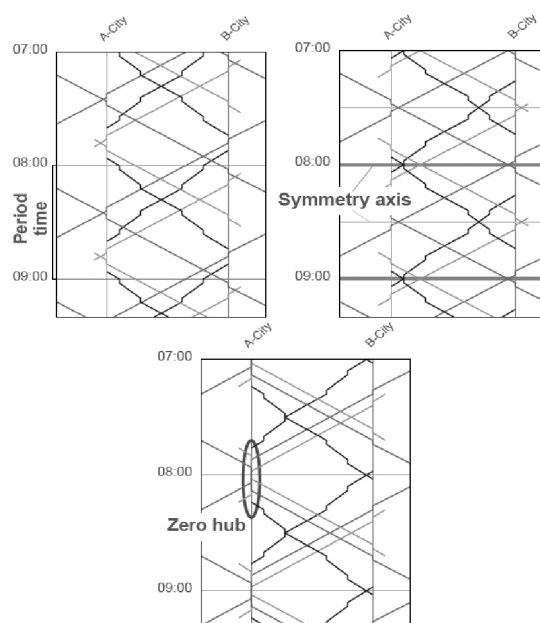 A-City
B-City
07:00
08:00
09:00
Period
time
A-City
B-City
07:00
08:00
Symmetry axis
09:00
A-City
B-City
07:00
08:00
Zero hub
09:00